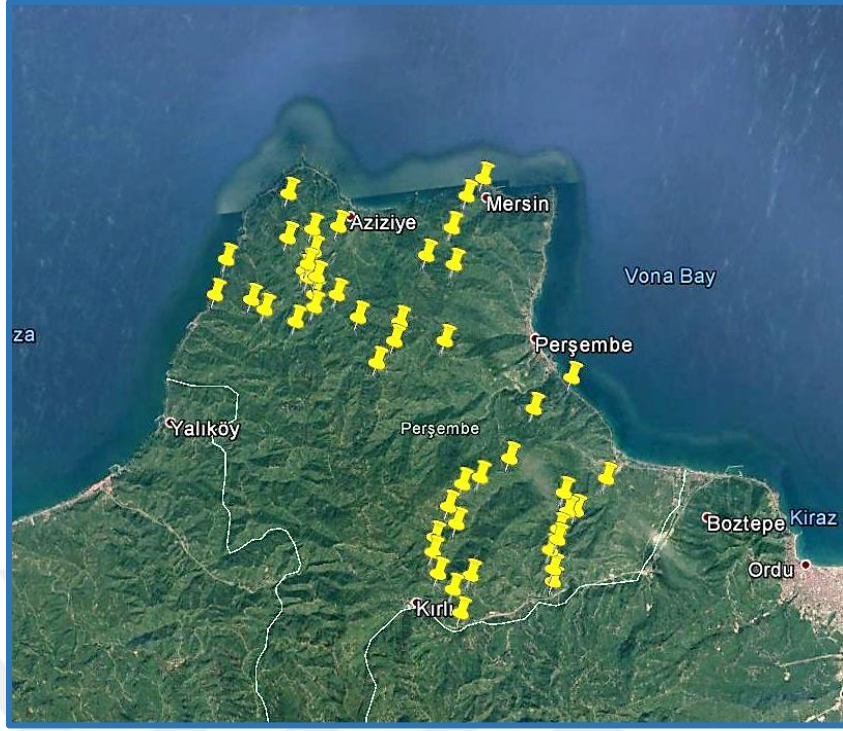 Mersin
Aziziye
Vona Bay
za
Perşembe
Yalıköy
Perşembe
Boztepe
Kiraz
Ordu
Kırlı